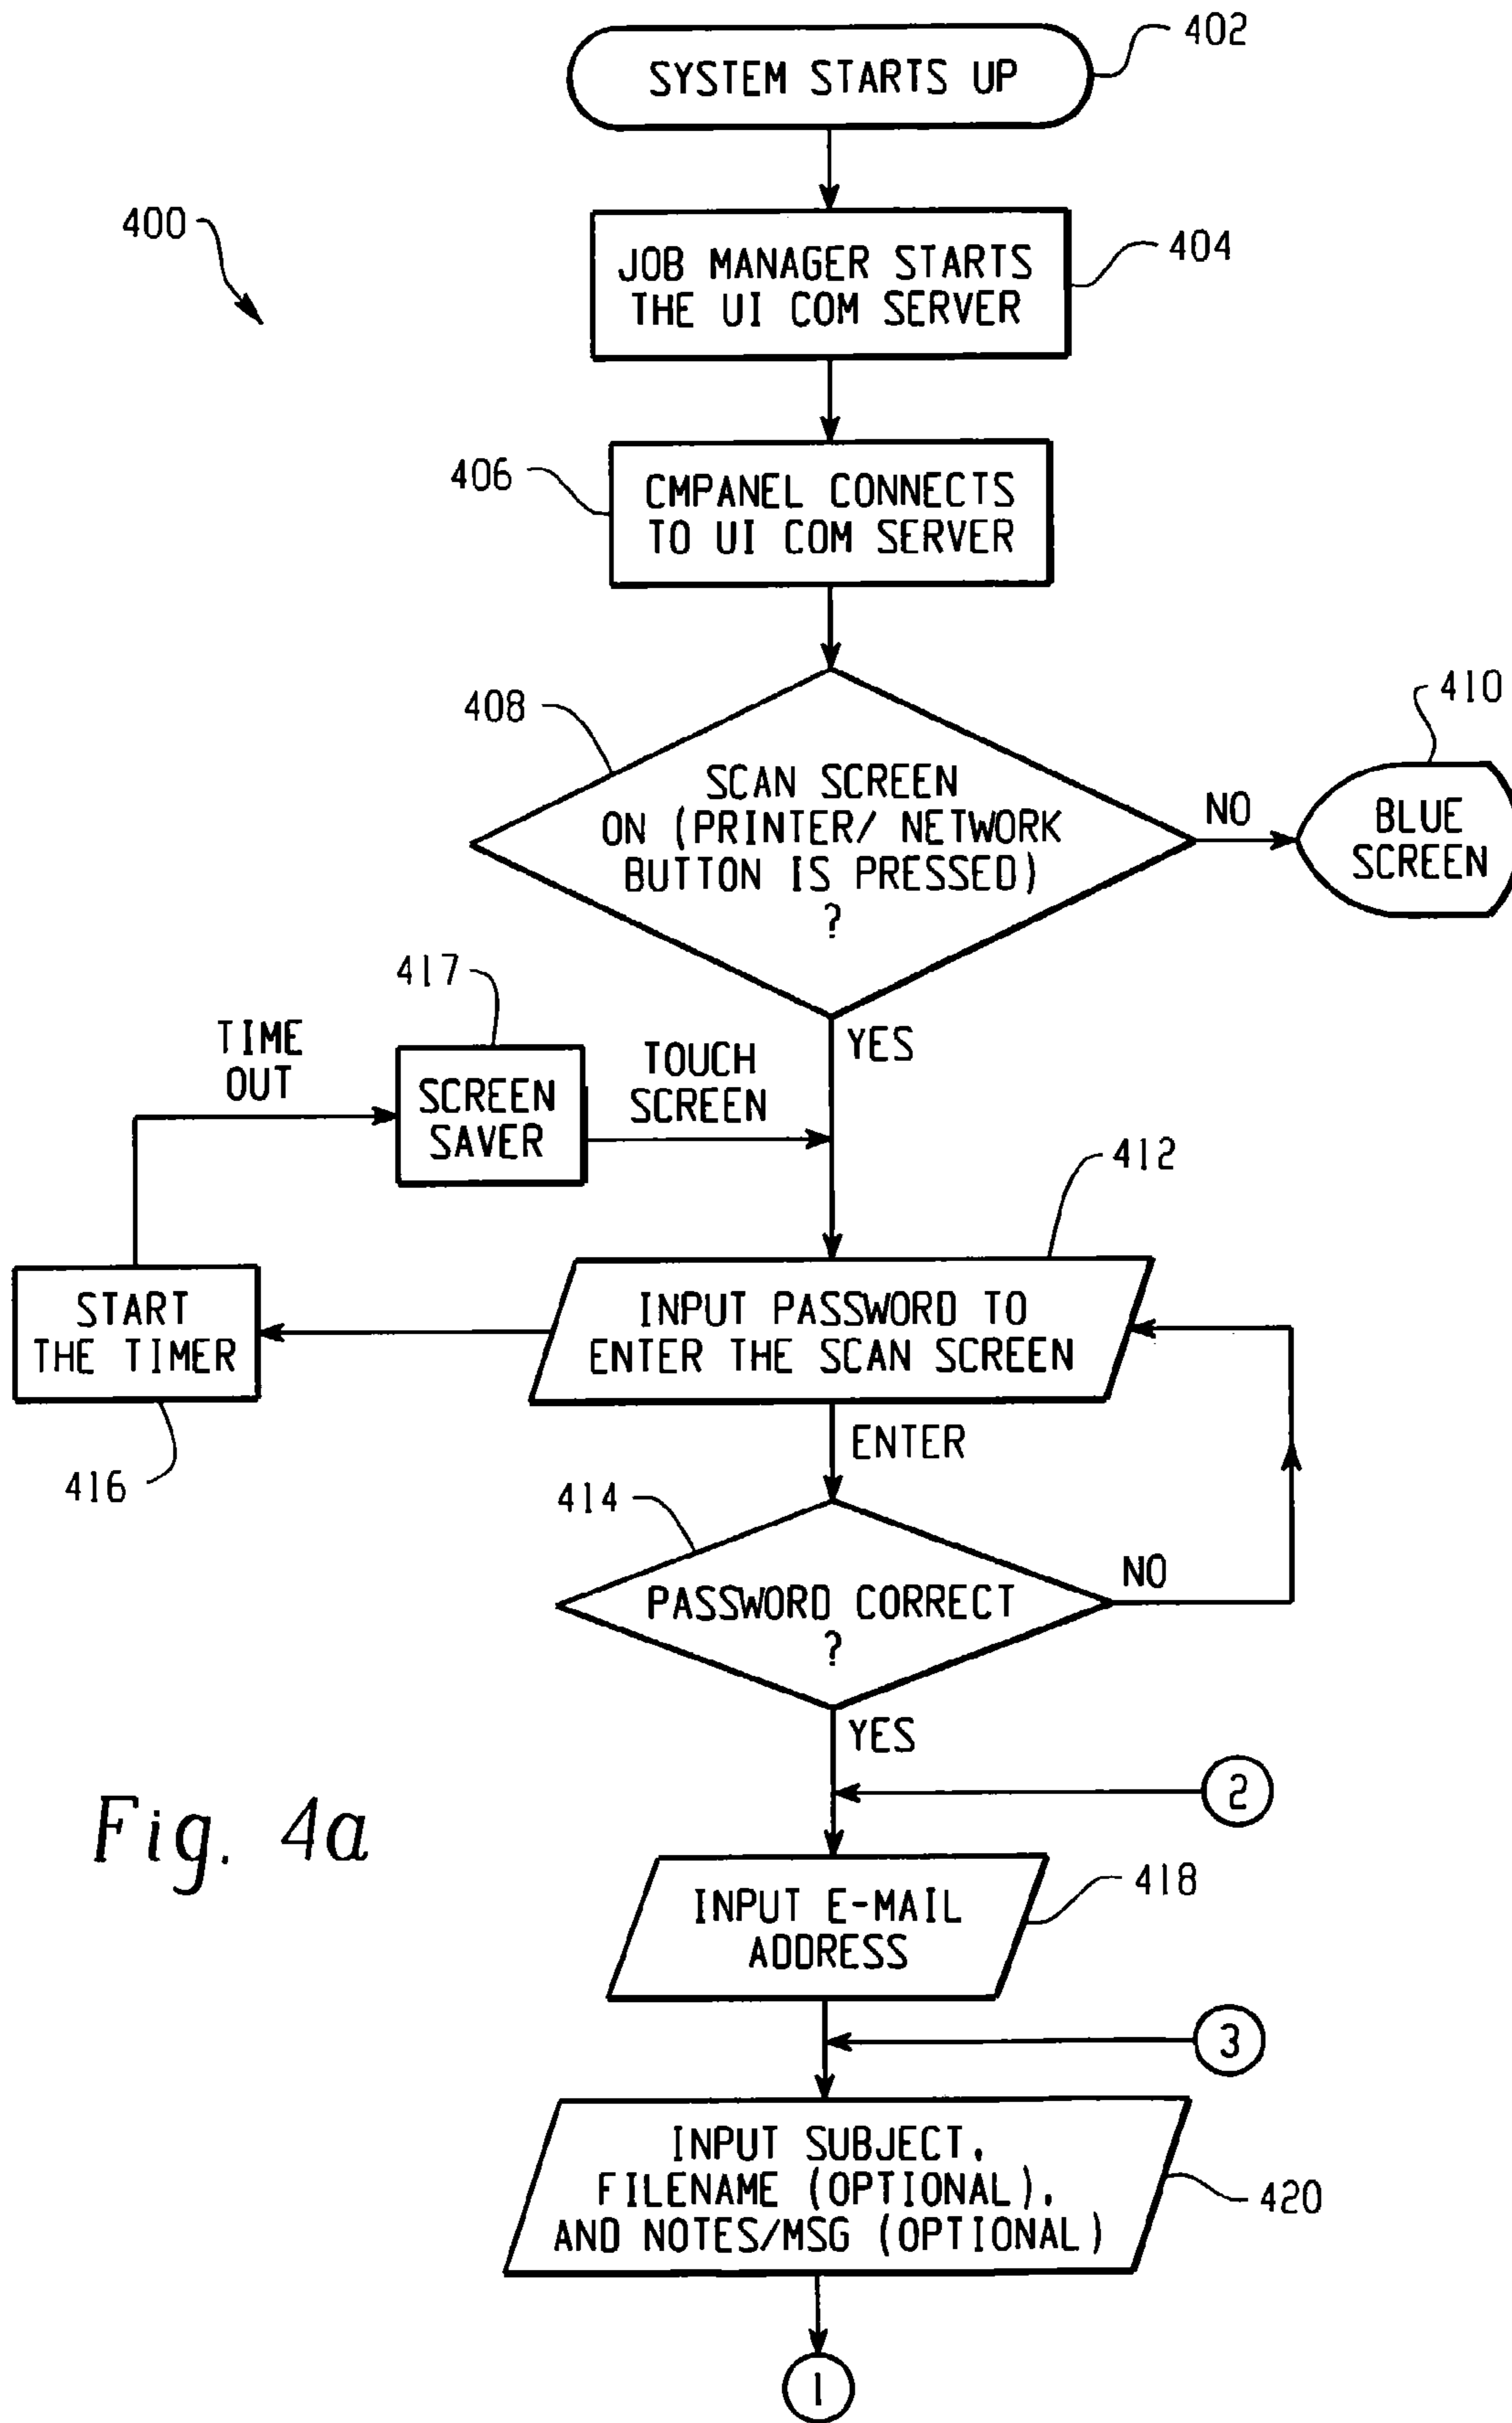 402
SYSTEM STARTS UP
400
404
JOB MANAGER STARTS
THE UI COM SERVER
406
CMPANEL CONNECTS
TO UI COM SERVER
408
410
SCAN SCREEN
ON (PRINTER/ NETWORK
BUTTON IS PRESSED)
?
NO
BLUE
SCREEN
417
YES
TIME
OUT
SCREEN
SAVER
TOUCH
SCREEN
412
START
THE TIMER
INPUT PASSWORD TO
ENTER THE SCAN SCREEN
416
ENTER
414
PASSWORD CORRECT
?
NO
YES
2
Fig. 4a
418
INPUT E-MAIL
ADDRESS
3
INPUT SUBJECT,
FILENAME (OPTIONAL),
AND NOTES/MSG (OPTIONAL)
420
1